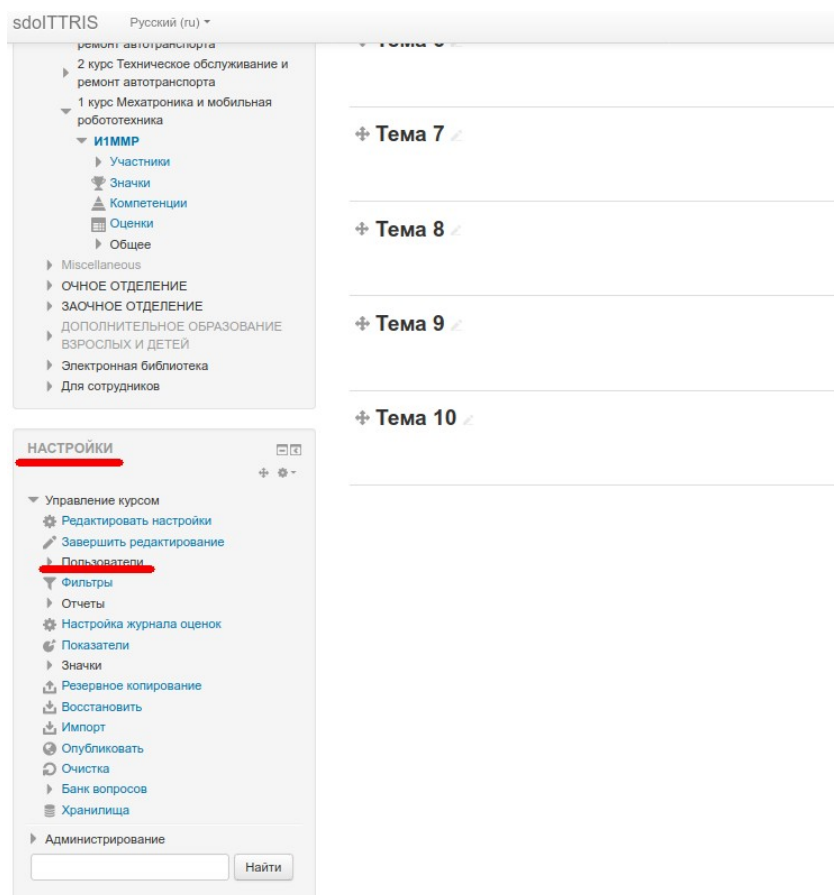 sdoITTRIS Русский (ru)
ремонт автотранспорта
2 курс Техническое обслуживание и
ремонт автотранспорта
1 курс Мехатроника и мобильная
робототехника
И1ММР
Участники
Значки
Компетенции
Оценки
Общее
Miscellaneous
ОЧНОЕ ОТДЕЛЕНИЕ
ЗАОЧНОЕ ОТДЕЛЕНИЕ
ДОПОЛНИТЕЛЬНОЕ ОБРАЗОВАНИЕ
ВЗРОСЛЫХ И ДЕТЕЙ
Электронная библиотека
Для сотрудников
НАСТРОЙКИ
Управление курсом
Редактировать настройки
Завершить редактирование
Пользователи
Фильтры
Отчеты
Настройка журнала оценок
Показатели
Значки
Резервное копирование
Восстановить
Импорт
Опубликовать
Очистка
Банк вопросов
Хранилища
Администрирование
Найти
Тема 6
Тема 7
Тема 8
Тема 9
Тема 10